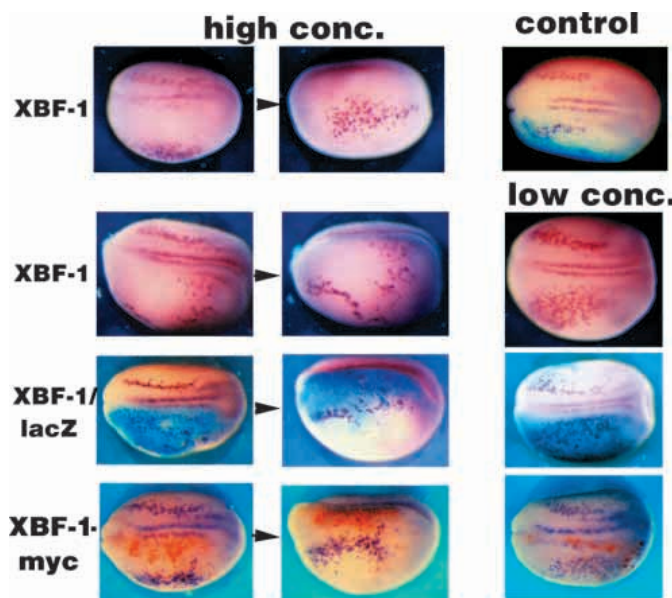 high conc.
control
XBF-1
low conc.
XBF-1
XBF-1/
lacZ
XBF-1-
myc